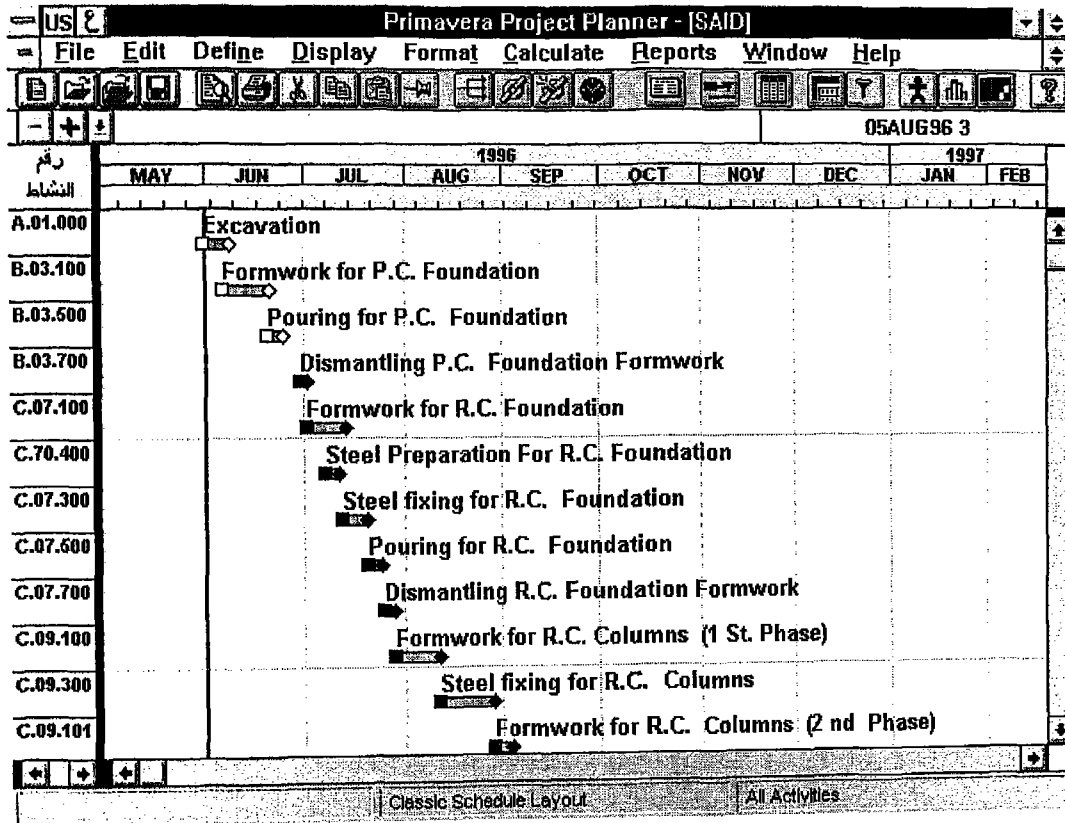 US ع Primavera Project Planner - [SAID]
File Edit Define Display Format Calculate Reports Window Help
05AUG96 3
رقم
النشاط
1996 1997
MAY JUN JUL AUG SEP OCT NOV DEC JAN FEB
A.01.000 Excavation
B.03.100 Formwork for P.C. Foundation
B.03.500 Pouring for P.C. Foundation
B.03.700 Dismantling P.C. Foundation Formwork
C.07.100 Formwork for R.C. Foundation
C.70.400 Steel Preparation For R.C. Foundation
C.07.300 Steel fixing for R.C. Foundation
C.07.500 Pouring for R.C. Foundation
C.07.700 Dismantling R.C. Foundation Formwork
C.09.100 Formwork for R.C. Columns (1 St. Phase)
C.09.300 Steel fixing for R.C. Columns
C.09.101 Formwork for R.C. Columns (2 nd Phase)
Classic Schedule Layout All Activities